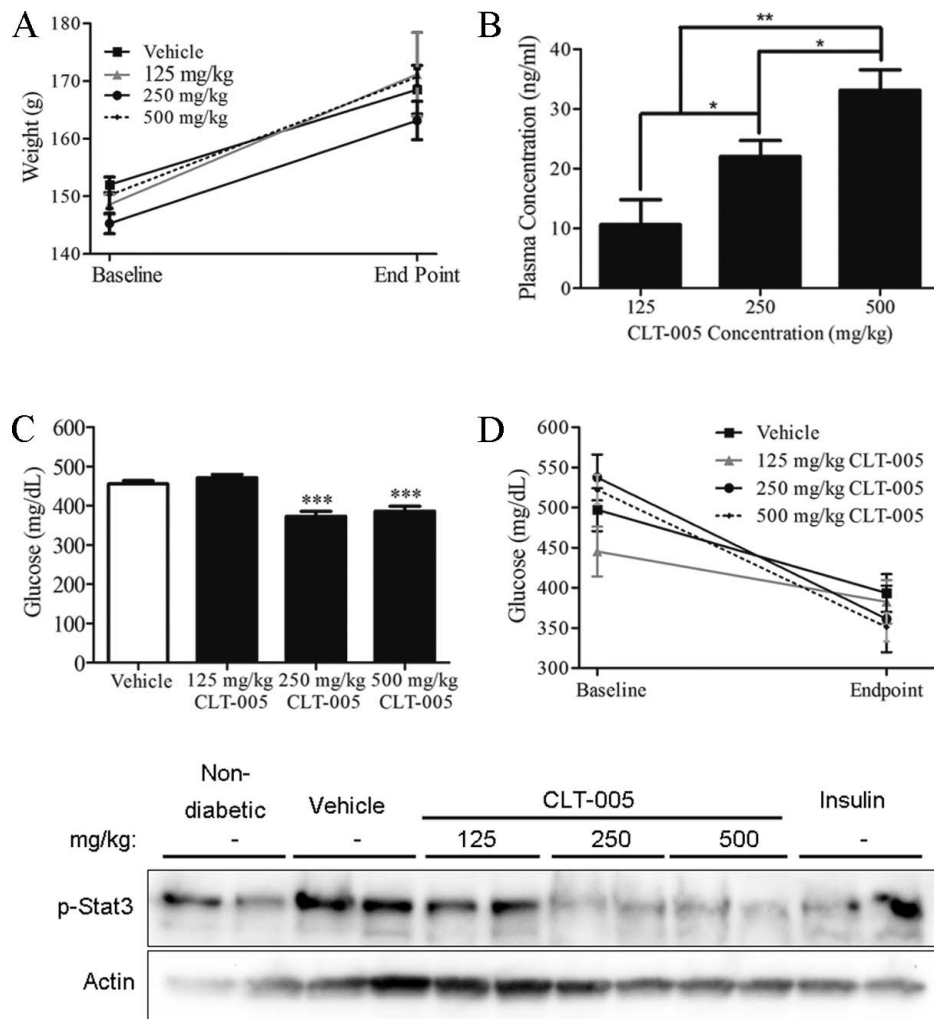 A
180
170
160
150
140
Weight (g)
Vehicle
125 mg/kg
250 mg/kg
500 mg/kg
Baseline End Point
B
**
*
*
40
30
20
10
0
Plasma Concentration (ng/ml)
125 250 500
CLT-005 Concentration (mg/kg)
C
600
500
400
300
200
100
0
Glucose (mg/dL)
*** ***
Vehicle 125 mg/kg 250 mg/kg 500 mg/kg
CLT-005 CLT-005 CLT-005
D
600
550
500
450
400
350
300
Glucose (mg/dL)
Vehicle
125 mg/kg CLT-005
250 mg/kg CLT-005
500 mg/kg CLT-005
Baseline Endpoint
Non-
diabetic Vehicle CLT-005 Insulin
mg/kg: - - 125 250 500 -
p-Stat3
Actin